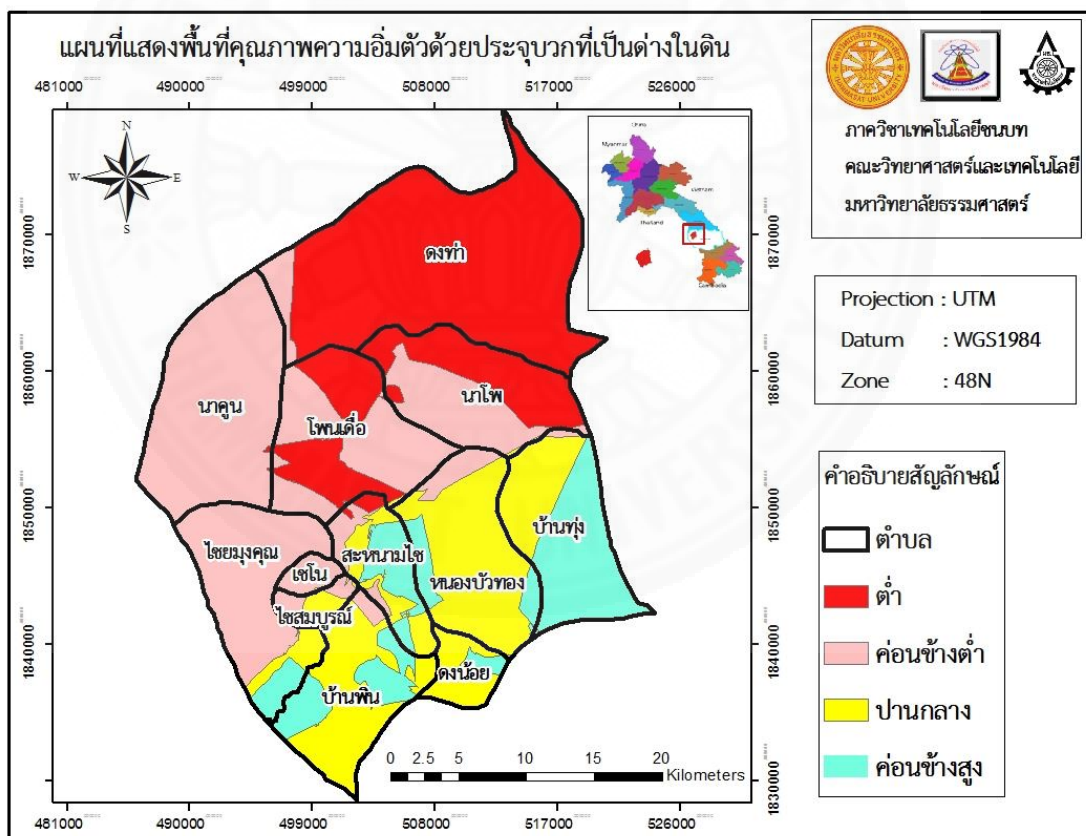 แผนที่แสดงพื้นที่คุณภาพความอิ่มตัวด้วยประจุบวกที่เป็นด่างในดิน
481000 490000 499000 508000 517000 526000
N
W E
S
1870000 1870000
1860000 1860000
1850000 1850000
1840000 1840000
1830000 1830000
China
Myanmar
Vietnam
Thailand
Cambodia
ดงท่า
นาคูน
นาโพ
โพนเดื่อ
บ้านทุ่ง
ไชยมุงคุณ
สะหนามไช
หนองบัวทอง
เซโน
ไชสมบูรณ์
ดงน้อย
บ้านพิน
0 2.5 5 10 15 20
Kilometers
481000 490000 499000 508000 517000 526000
THAMMASAT UNIVERSITY
ภาควิชาเทคโนโลยีชนบท
คณะวิทยาศาสตร์และเทคโนโลยี
มหาวิทยาลัยธรรมศาสตร์
Projection : UTM
Datum : WGS1984
Zone : 48N
คำอธิบายสัญลักษณ์
ตำบล
ต่ำ
ค่อนข้างต่ำ
ปานกลาง
ค่อนข้างสูง